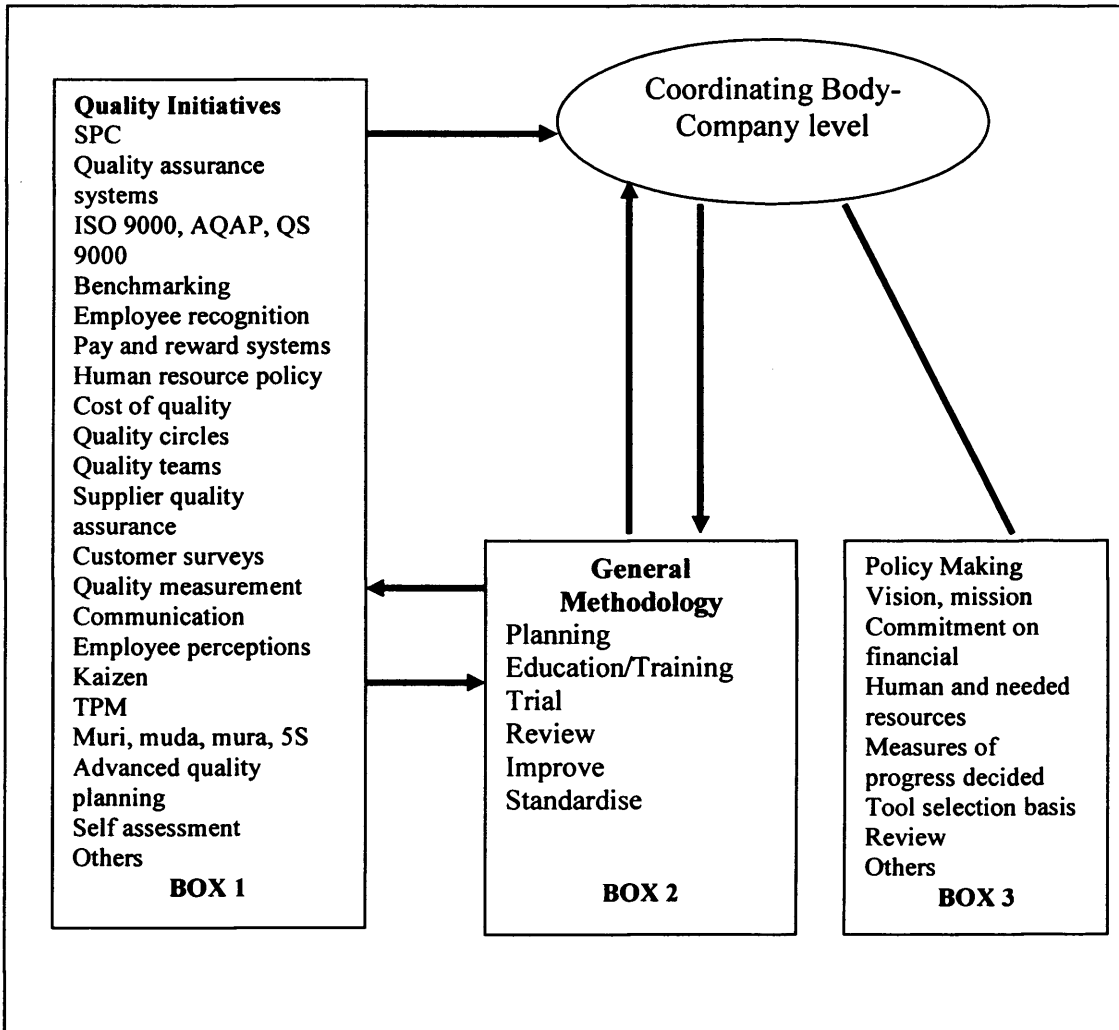 Quality Initiatives
SPC
Quality assurance
systems
ISO 9000, AQAP, QS
9000
Benchmarking
Employee recognition
Pay and reward systems
Human resource policy
Cost of quality
Quality circles
Quality teams
Supplier quality
assurance
Customer surveys
Quality measurement
Communication
Employee perceptions
Kaizen
TPM
Muri, muda, mura, 5S
Advanced quality
planning
Self assessment
Others
BOX 1
Coordinating Body-
Company level
General
Methodology
Planning
Education/Training
Trial
Review
Improve
Standardise
BOX 2
Policy Making
Vision, mission
Commitment on
financial
Human and needed
resources
Measures of
progress decided
Tool selection basis
Review
Others
BOX 3